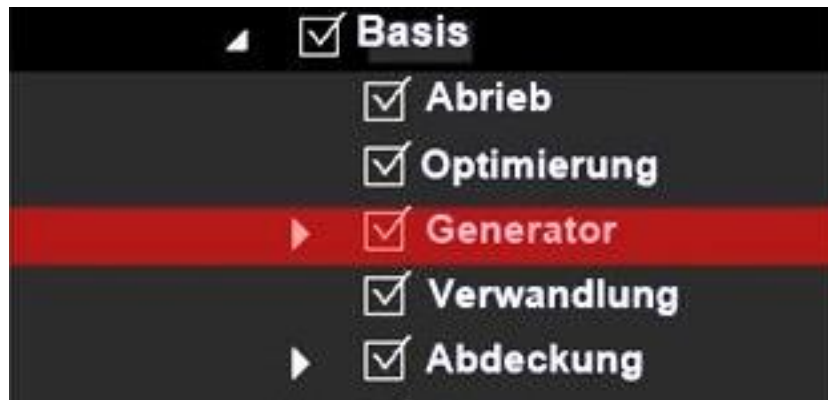 Basis
Abrieb
Optimierung
Generator
Verwandlung
Abdeckung